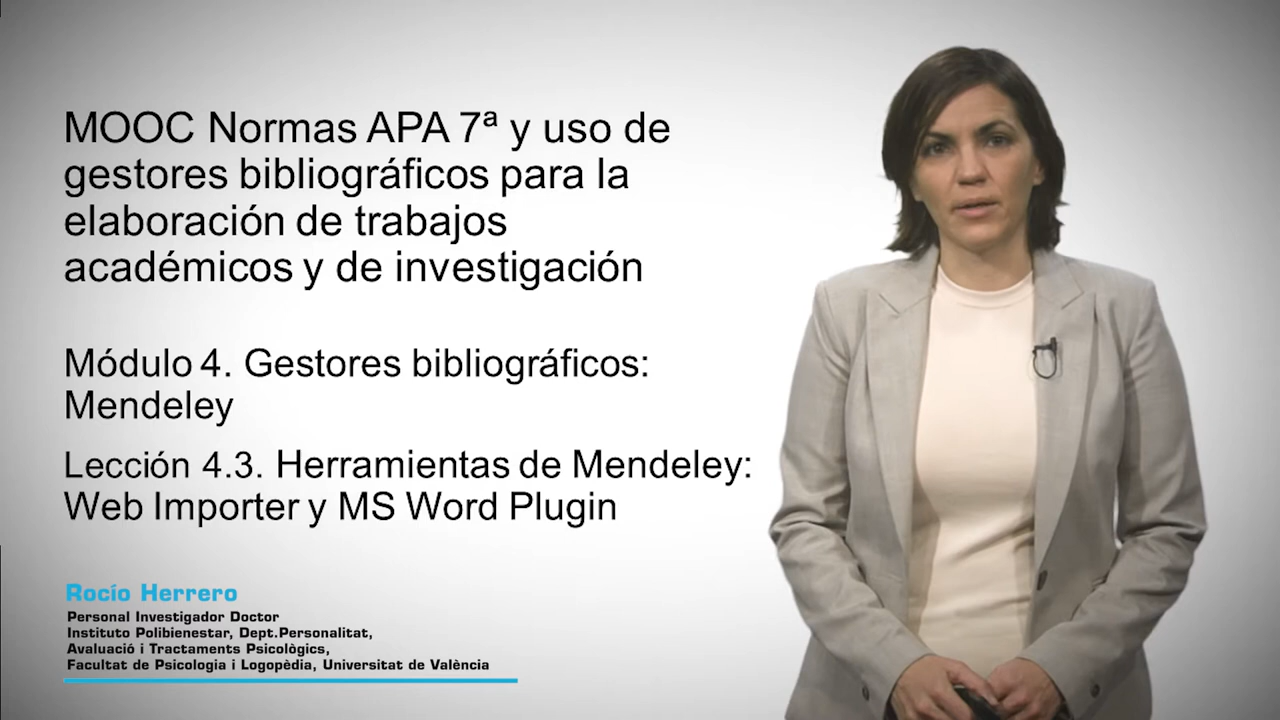 MOOC Normas APA 7ª y uso de
gestores bibliográficos para la
elaboración de trabajos
académicos y de investigación
Módulo 4. Gestores bibliográficos:
Mendeley
Lección 4.3. Herramientas de Mendeley:
Web Importer y MS Word Plugin
Rocío Herrero
Personal Investigador Doctor
Instituto Polibienestar, Dept.Personalitat,
Avaluació i Tractaments Psicològics,
Facultat de Psicologia i Logopèdia, Universitat de València